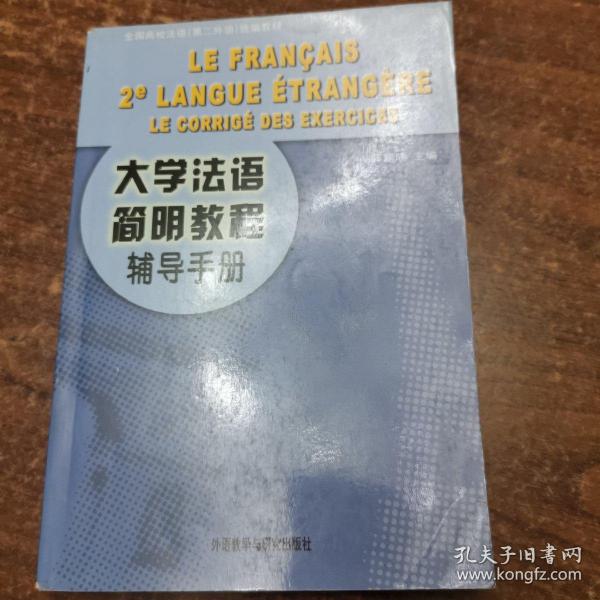 全国高校法语(第二外语)统编教材
LE FRANÇAIS
2e LANGUE ÉTRANGÈRE
LE CORRIGÉ DES EXERCICES
主编
大学法语
简明教程
辅导手册
外语教学与研究出版社
孔夫子旧书网
www.kongfz.com